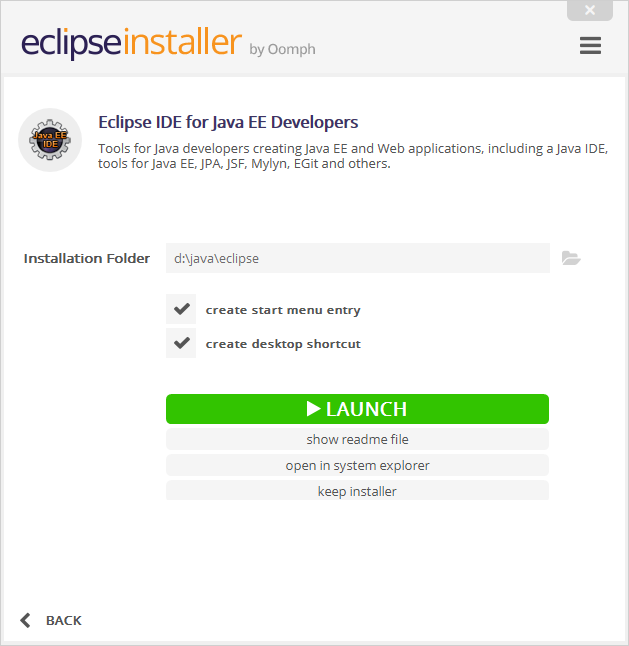 eclipseinstaller by Oomph
Java EE
IDE
Eclipse IDE for Java EE Developers
Tools for Java developers creating Java EE and Web applications, including a Java IDE,
tools for Java EE, JPA, JSF, Mylyn, EGit and others.
Installation Folder d:\java\eclipse
create start menu entry
create desktop shortcut
LAUNCH
show readme file
open in system explorer
keep installer
BACK